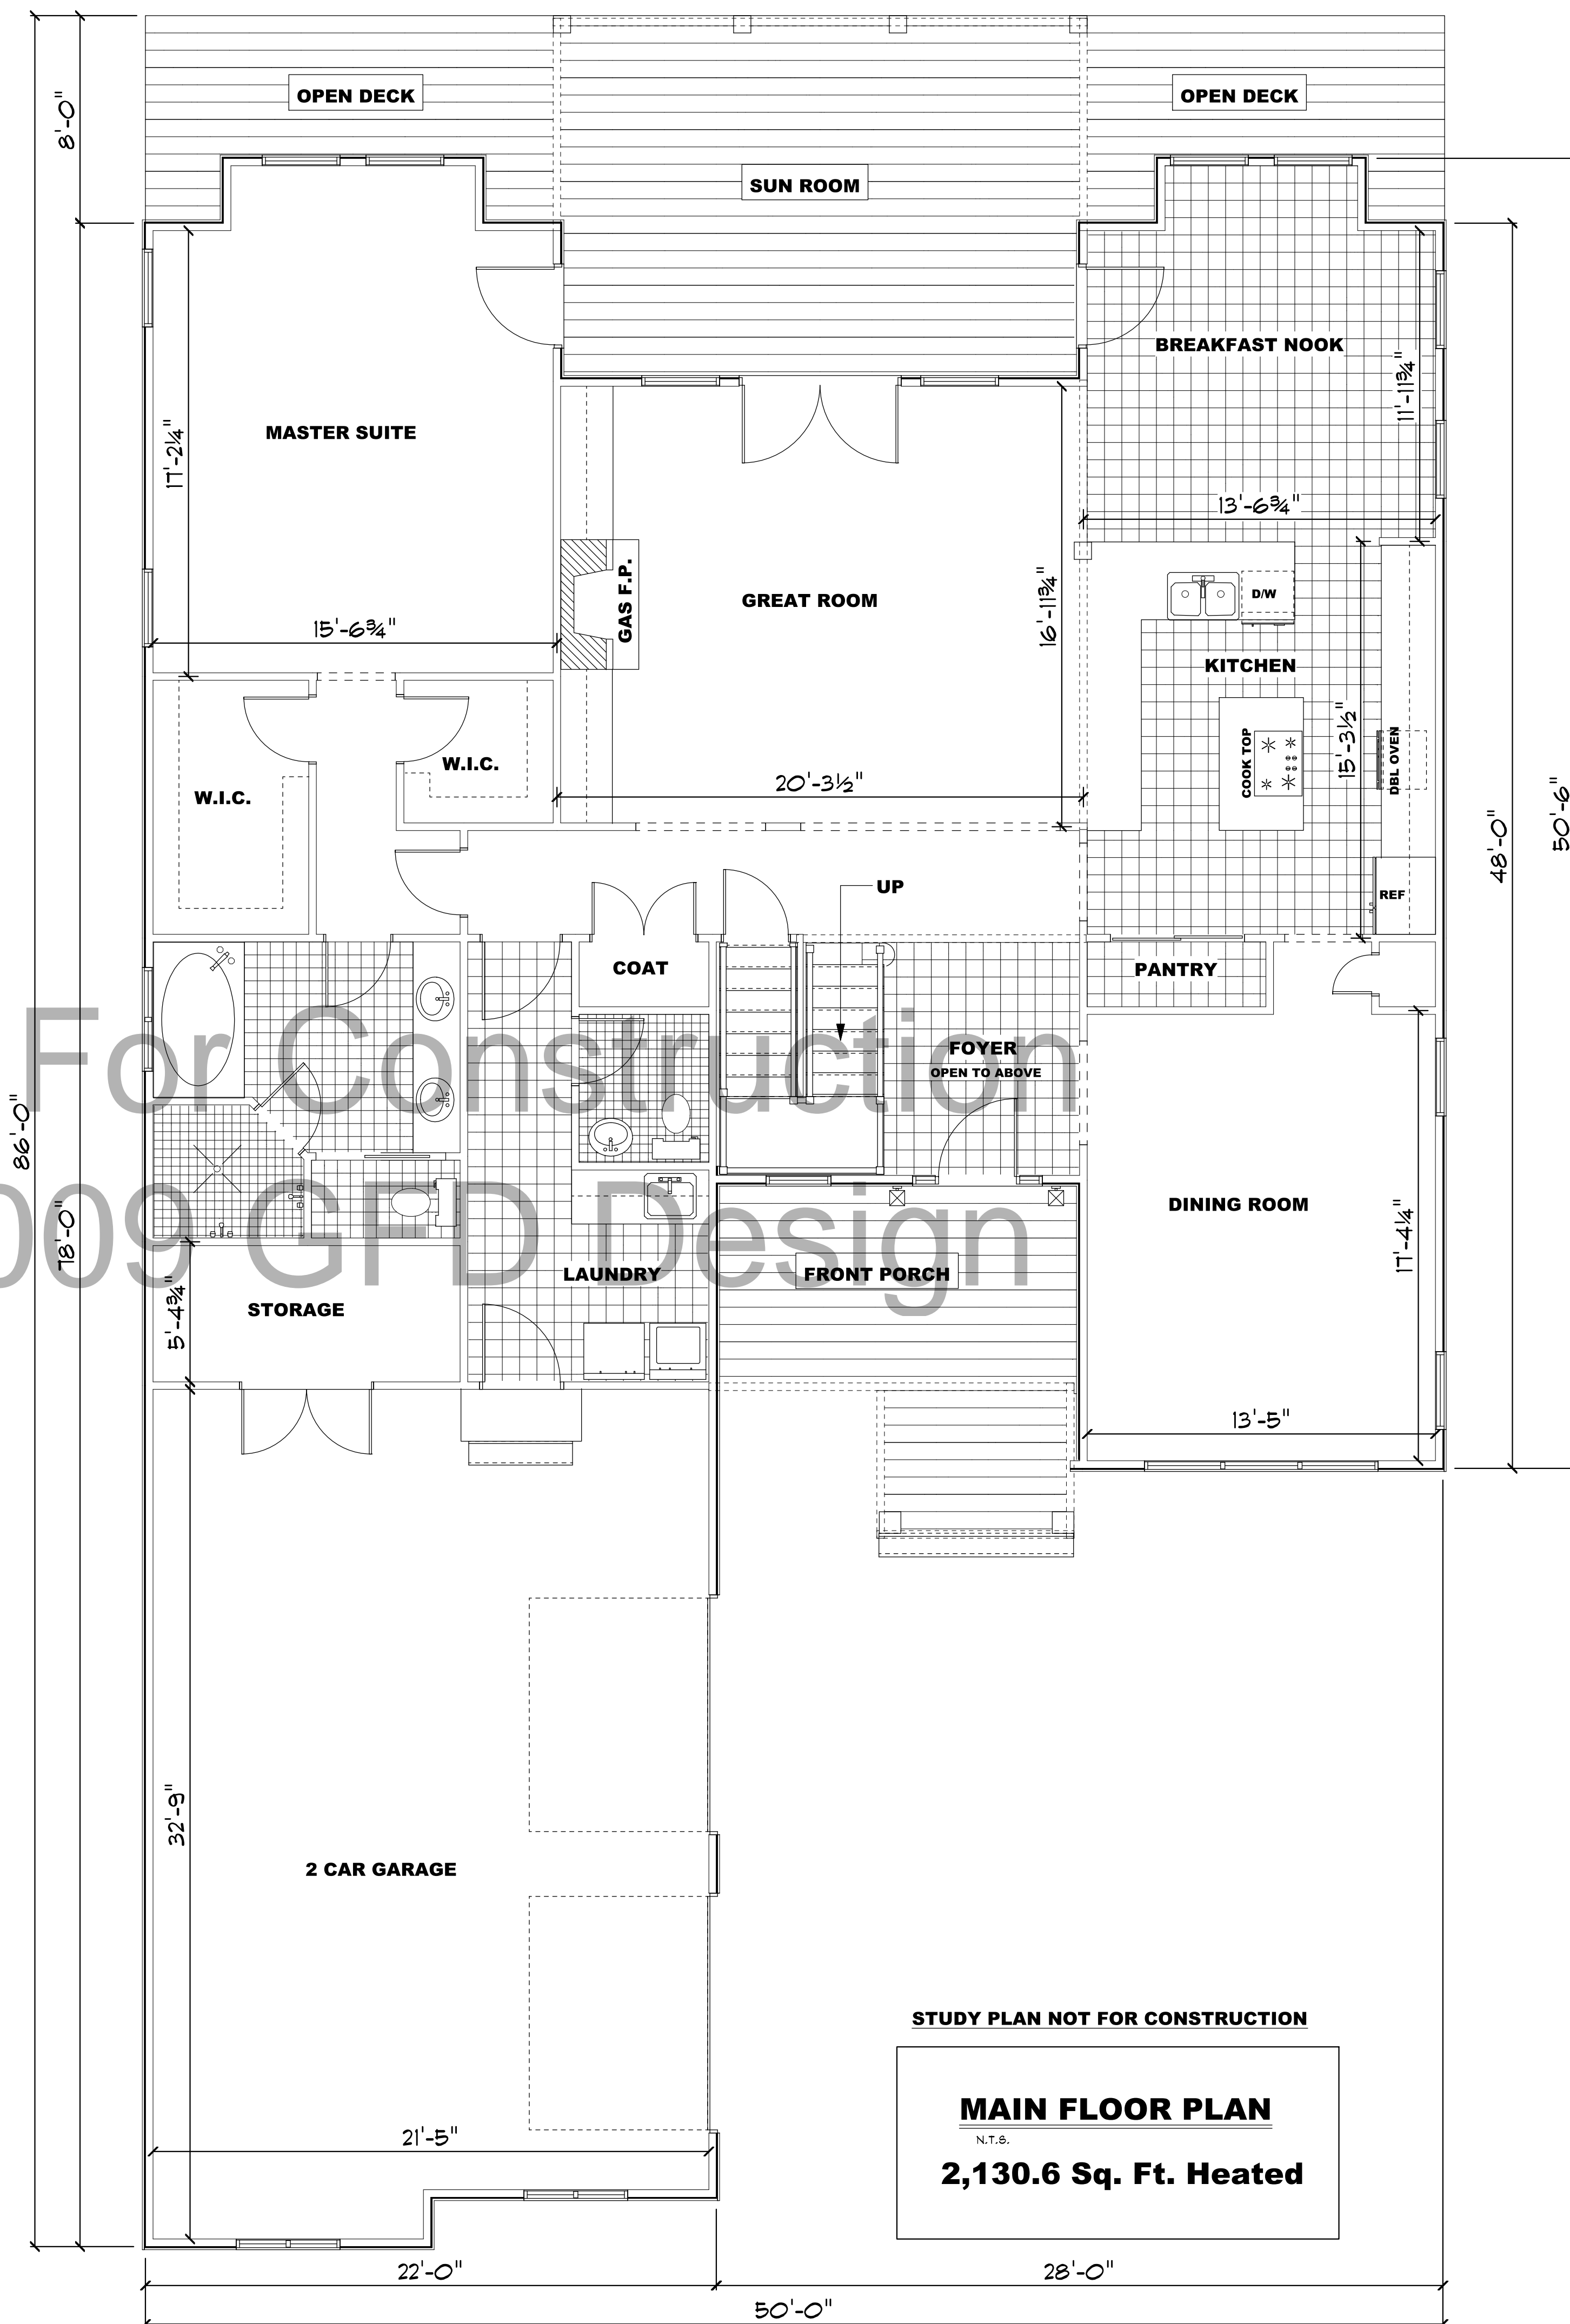 OPEN DECK
OPEN DECK
8'-0"
SUN ROOM
BREAKFAST NOOK
11'-11¾"
MASTER SUITE
17'-2¼"
13'-6¾"
GAS F.P.
GREAT ROOM
16'-11¾"
D/W
15'-6¾"
KITCHEN
15'-3½"
COOK TOP
DBL OVEN
W.I.C.
W.I.C.
20'-3½"
48'-0"
50'-6"
UP
REF
COAT
PANTRY
For Construction
FOYER
OPEN TO ABOVE
86'-0"
78'-0"
009 GFD Design
DINING ROOM
17'-4¼"
LAUNDRY
FRONT PORCH
STORAGE
5'-4¾"
13'-5"
32'-9"
2 CAR GARAGE
STUDY PLAN NOT FOR CONSTRUCTION
MAIN FLOOR PLAN
N.T.S.
2,130.6 Sq. Ft. Heated
21'-5"
22'-0"
28'-0"
50'-0"